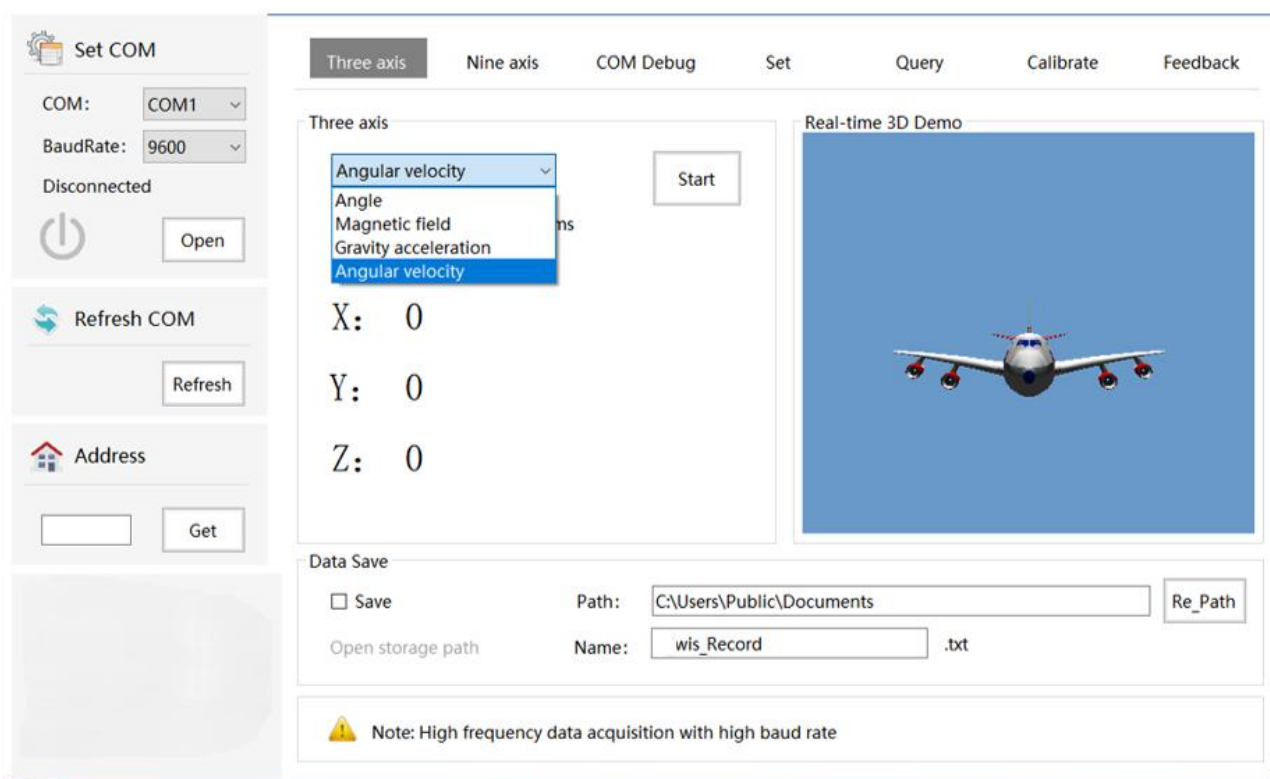 Set COM
COM: COM1
BaudRate: 9600
Disconnected
Open
Refresh COM
Refresh
Address
Get
Three axis Nine axis COM Debug Set Query Calibrate Feedback
Three axis
Angular velocity
Start
Angle
Magnetic field
ms
Gravity acceleration
Angular velocity
X: 0
Y: 0
Z: 0
Real-time 3D Demo
Data Save
Save Path: C:\Users\Public\Documents Re_Path
Open storage path Name: wis_Record .txt
Note: High frequency data acquisition with high baud rate